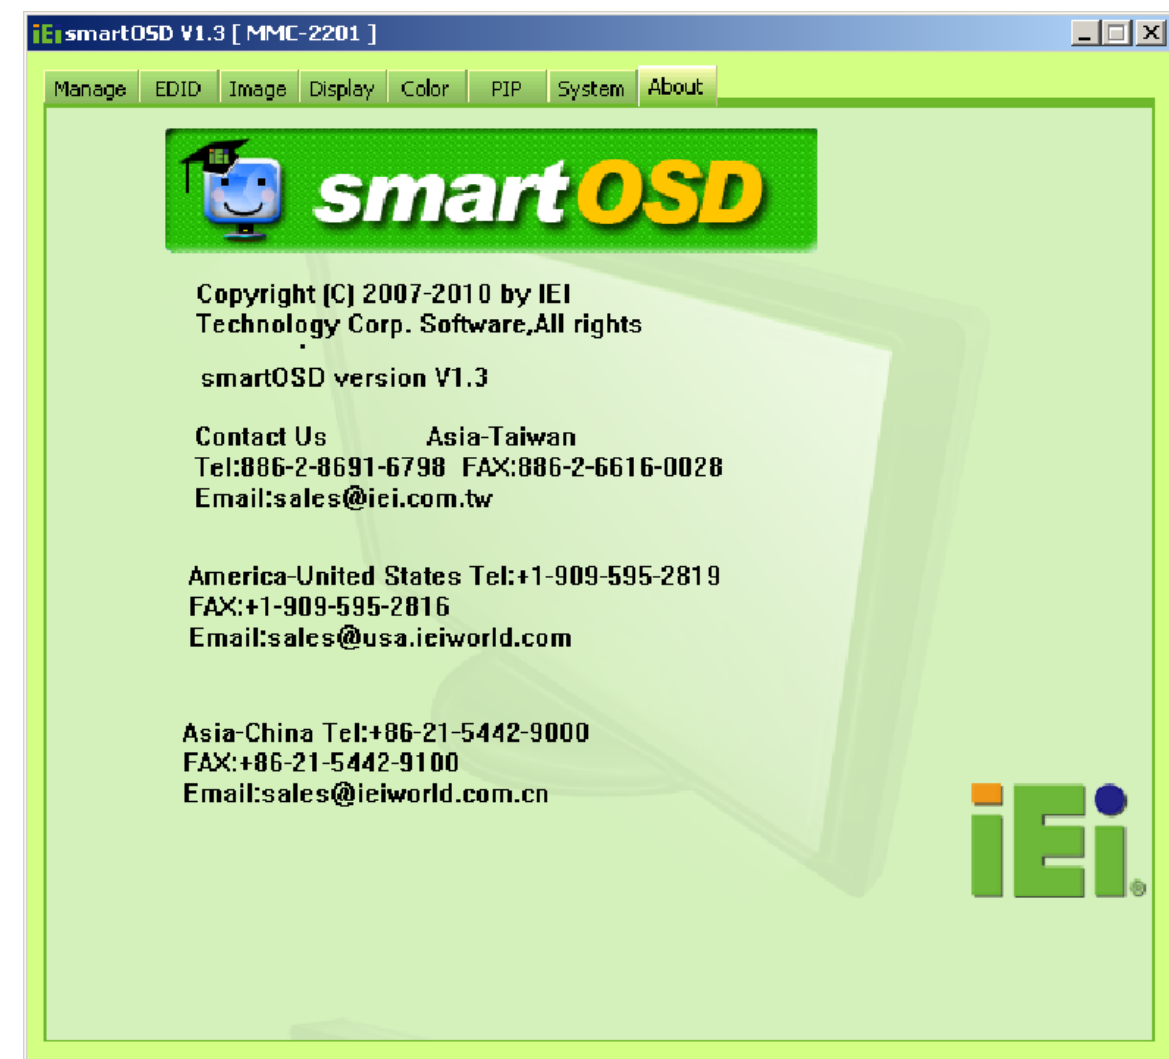 iEi smartOSD V1.3 [ MMC-2201 ]
Manage EDID Image Display Color PIP System About
iEi
smartOSD
Copyright (C) 2007-2010 by IEI
Technology Corp. Software,All rights
smartOSD version V1.3
Contact Us Asia-Taiwan
Tel:886-2-8691-6798 FAX:886-2-6616-0028
Email:sales@iei.com.tw
America-United States Tel:+1-909-595-2819
FAX:+1-909-595-2816
Email:sales@usa.ieiworld.com
Asia-China Tel:+86-21-5442-9000
FAX:+86-21-5442-9100
Email:sales@ieiworld.com.cn
iEi®